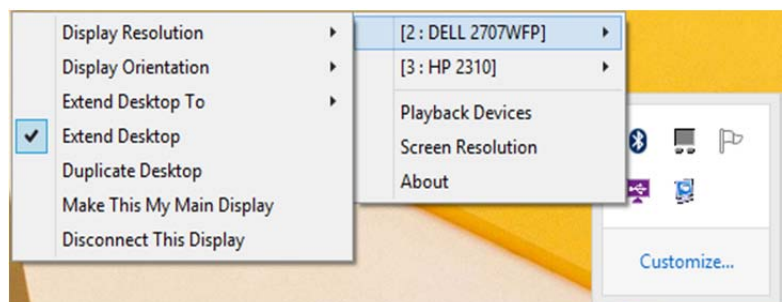 Display Resolution
Display Orientation
Extend Desktop To
Extend Desktop
Duplicate Desktop
Make This My Main Display
Disconnect This Display
[2 : DELL 2707WFP]
[3 : HP 2310]
Playback Devices
Screen Resolution
About
Customize...